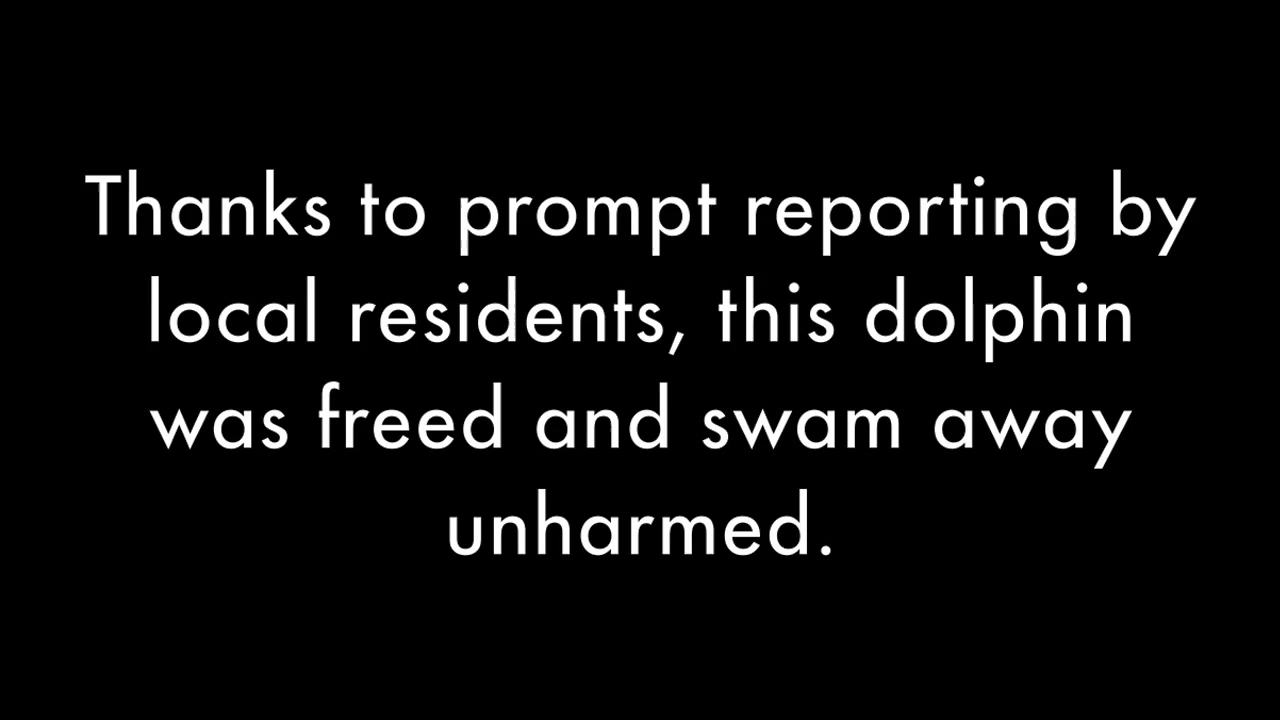 Thanks to prompt reporting by
local residents, this dolphin
was freed and swam away
unharmed.